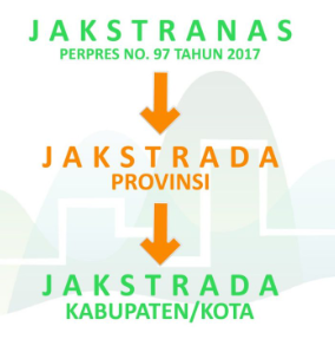 JAKSTRANAS
PERPRES NO. 97 TAHUN 2017
JAKSTRADA
PROVINSI
JAKSTRADA
KABUPATEN/KOTA